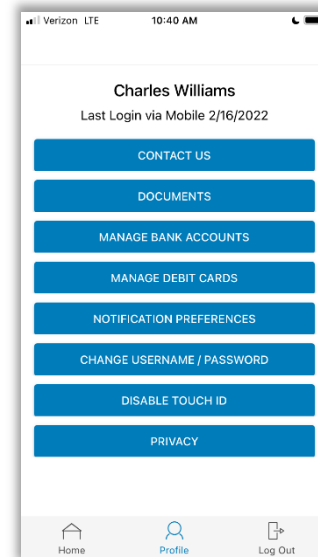 Verizon LTE 10:40 AM
Charles Williams
Last Login via Mobile 2/16/2022
CONTACT US
DOCUMENTS
MANAGE BANK ACCOUNTS
MANAGE DEBIT CARDS
NOTIFICATION PREFERENCES
CHANGE USERNAME / PASSWORD
DISABLE TOUCH ID
PRIVACY
Home Profile Log Out